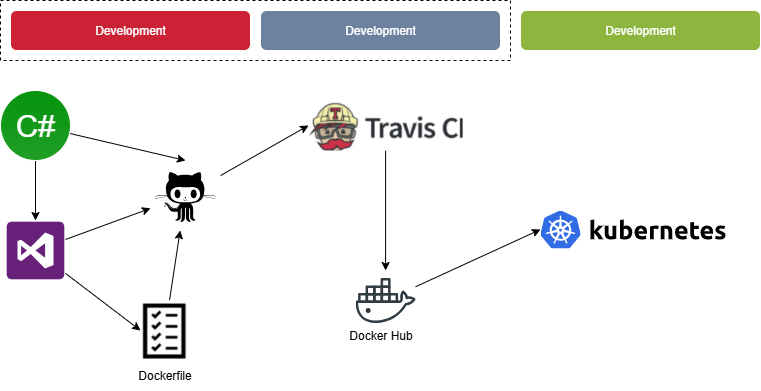 Development
Development
Development
C#
T
Travis CI
kubernetes
Docker Hub
Dockerfile